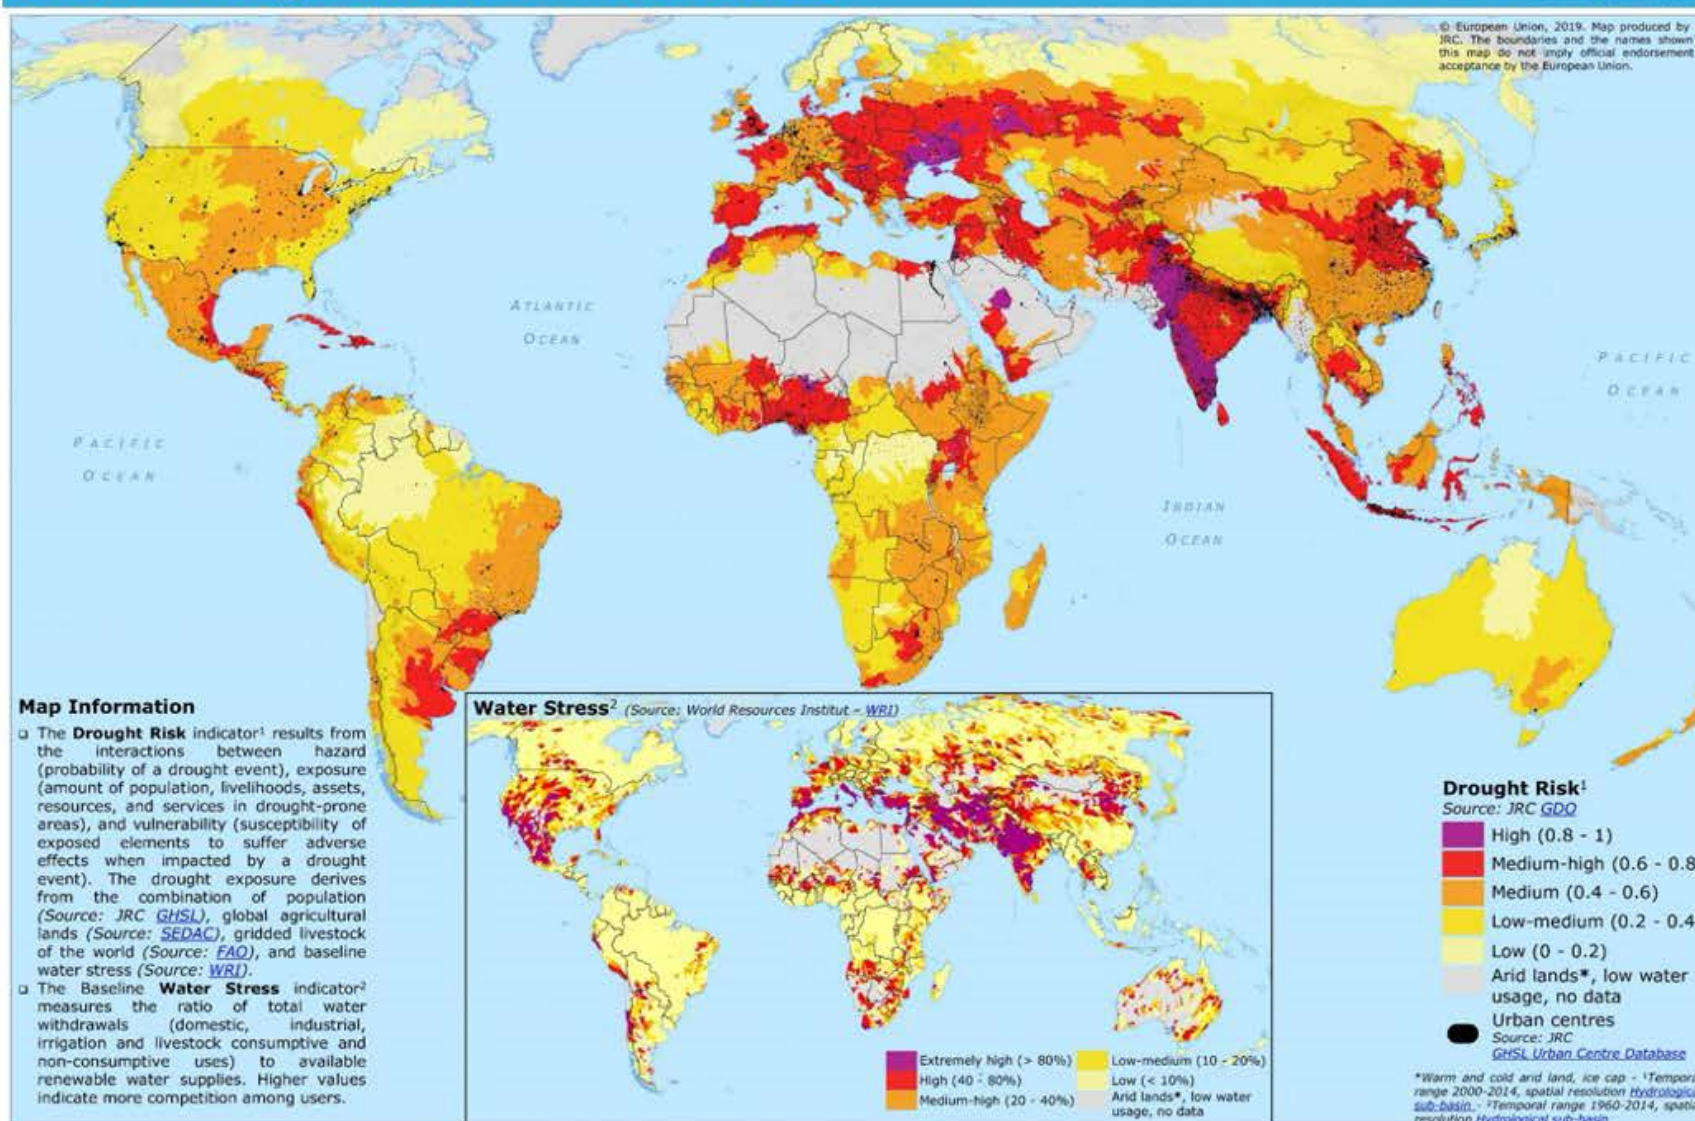 © European Union, 2019. Map produced by
JRC. The boundaries and the names shown
this map do not imply official endorsement
acceptance by the European Union.
ATLANTIC
OCEAN
PACIFIC
OCEAN
PACIFIC
OCEAN
INDIAN
OCEAN
Map Information
❑ The Drought Risk indicator¹ results from
the interactions between hazard
(probability of a drought event), exposure
(amount of population, livelihoods, assets,
resources, and services in drought-prone
areas), and vulnerability (susceptibility of
exposed elements to suffer adverse
effects when impacted by a drought
event). The drought exposure derives
from the combination of population
(Source: JRC GHSL), global agricultural
lands (Source: SEDAC), gridded livestock
of the world (Source: FAO), and baseline
water stress (Source: WRI).
❑ The Baseline Water Stress indicator²
measures the ratio of total water
withdrawals (domestic, industrial,
irrigation and livestock consumptive and
non-consumptive uses) to available
renewable water supplies. Higher values
indicate more competition among users.
Water Stress² (Source: World Resources Institut – WRI)
Extremely high (> 80%)
High (40 - 80%)
Medium-high (20 - 40%)
Low-medium (10 - 20%)
Low (< 10%)
Arid lands*, low water
usage, no data
Drought Risk¹
Source: JRC GDO
High (0.8 - 1)
Medium-high (0.6 - 0.8
Medium (0.4 - 0.6)
Low-medium (0.2 - 0.4
Low (0 - 0.2)
Arid lands*, low water
usage, no data
Urban centres
Source: JRC
GHSL Urban Centre Database
*Warm and cold arid land, ice cap - ¹Tempora
range 2000-2014, spatial resolution Hydrologica
sub-basin - ²Temporal range 1960-2014, spatia
resolution Hydrological sub-basin